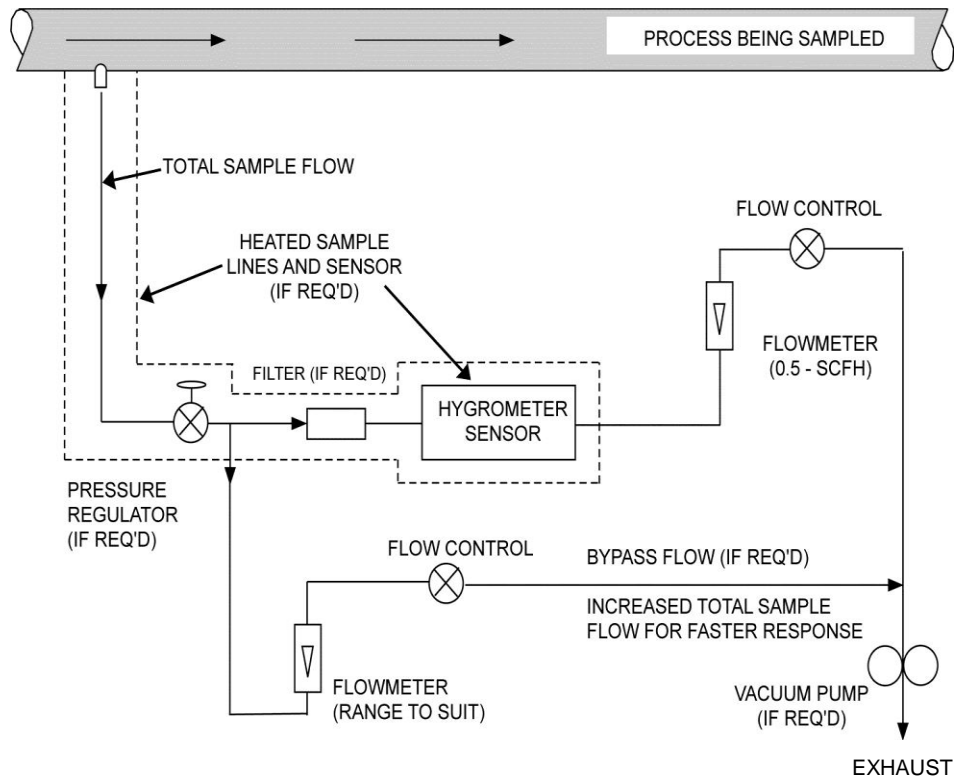 PROCESS BEING SAMPLED
TOTAL SAMPLE FLOW
FLOW CONTROL
HEATED SAMPLE
LINES AND SENSOR
(IF REQ'D)
FLOWMETER
(0.5 - SCFH)
FILTER (IF REQ'D)
HYGROMETER
SENSOR
PRESSURE
REGULATOR
(IF REQ'D)
FLOW CONTROL
BYPASS FLOW (IF REQ'D)
INCREASED TOTAL SAMPLE
FLOW FOR FASTER RESPONSE
FLOWMETER
(RANGE TO SUIT)
VACUUM PUMP
(IF REQ'D)
EXHAUST